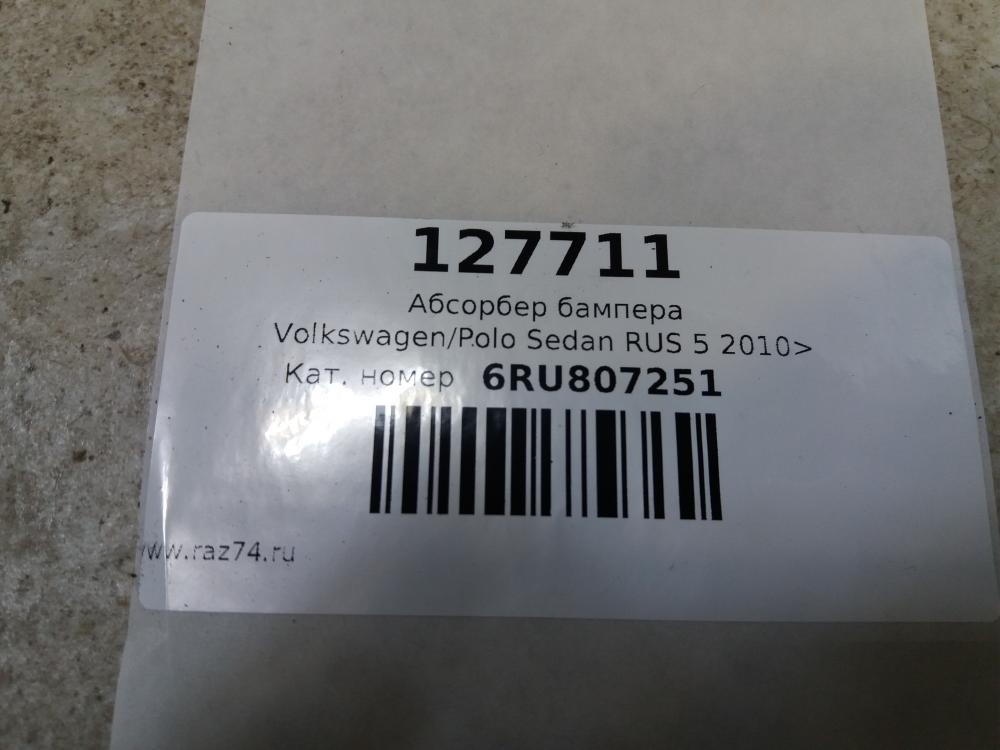 127711
Абсорбер бампера
Volkswagen/Polo Sedan RUS 5 2010>
Кат. номер 6RU807251
www.raz74.ru